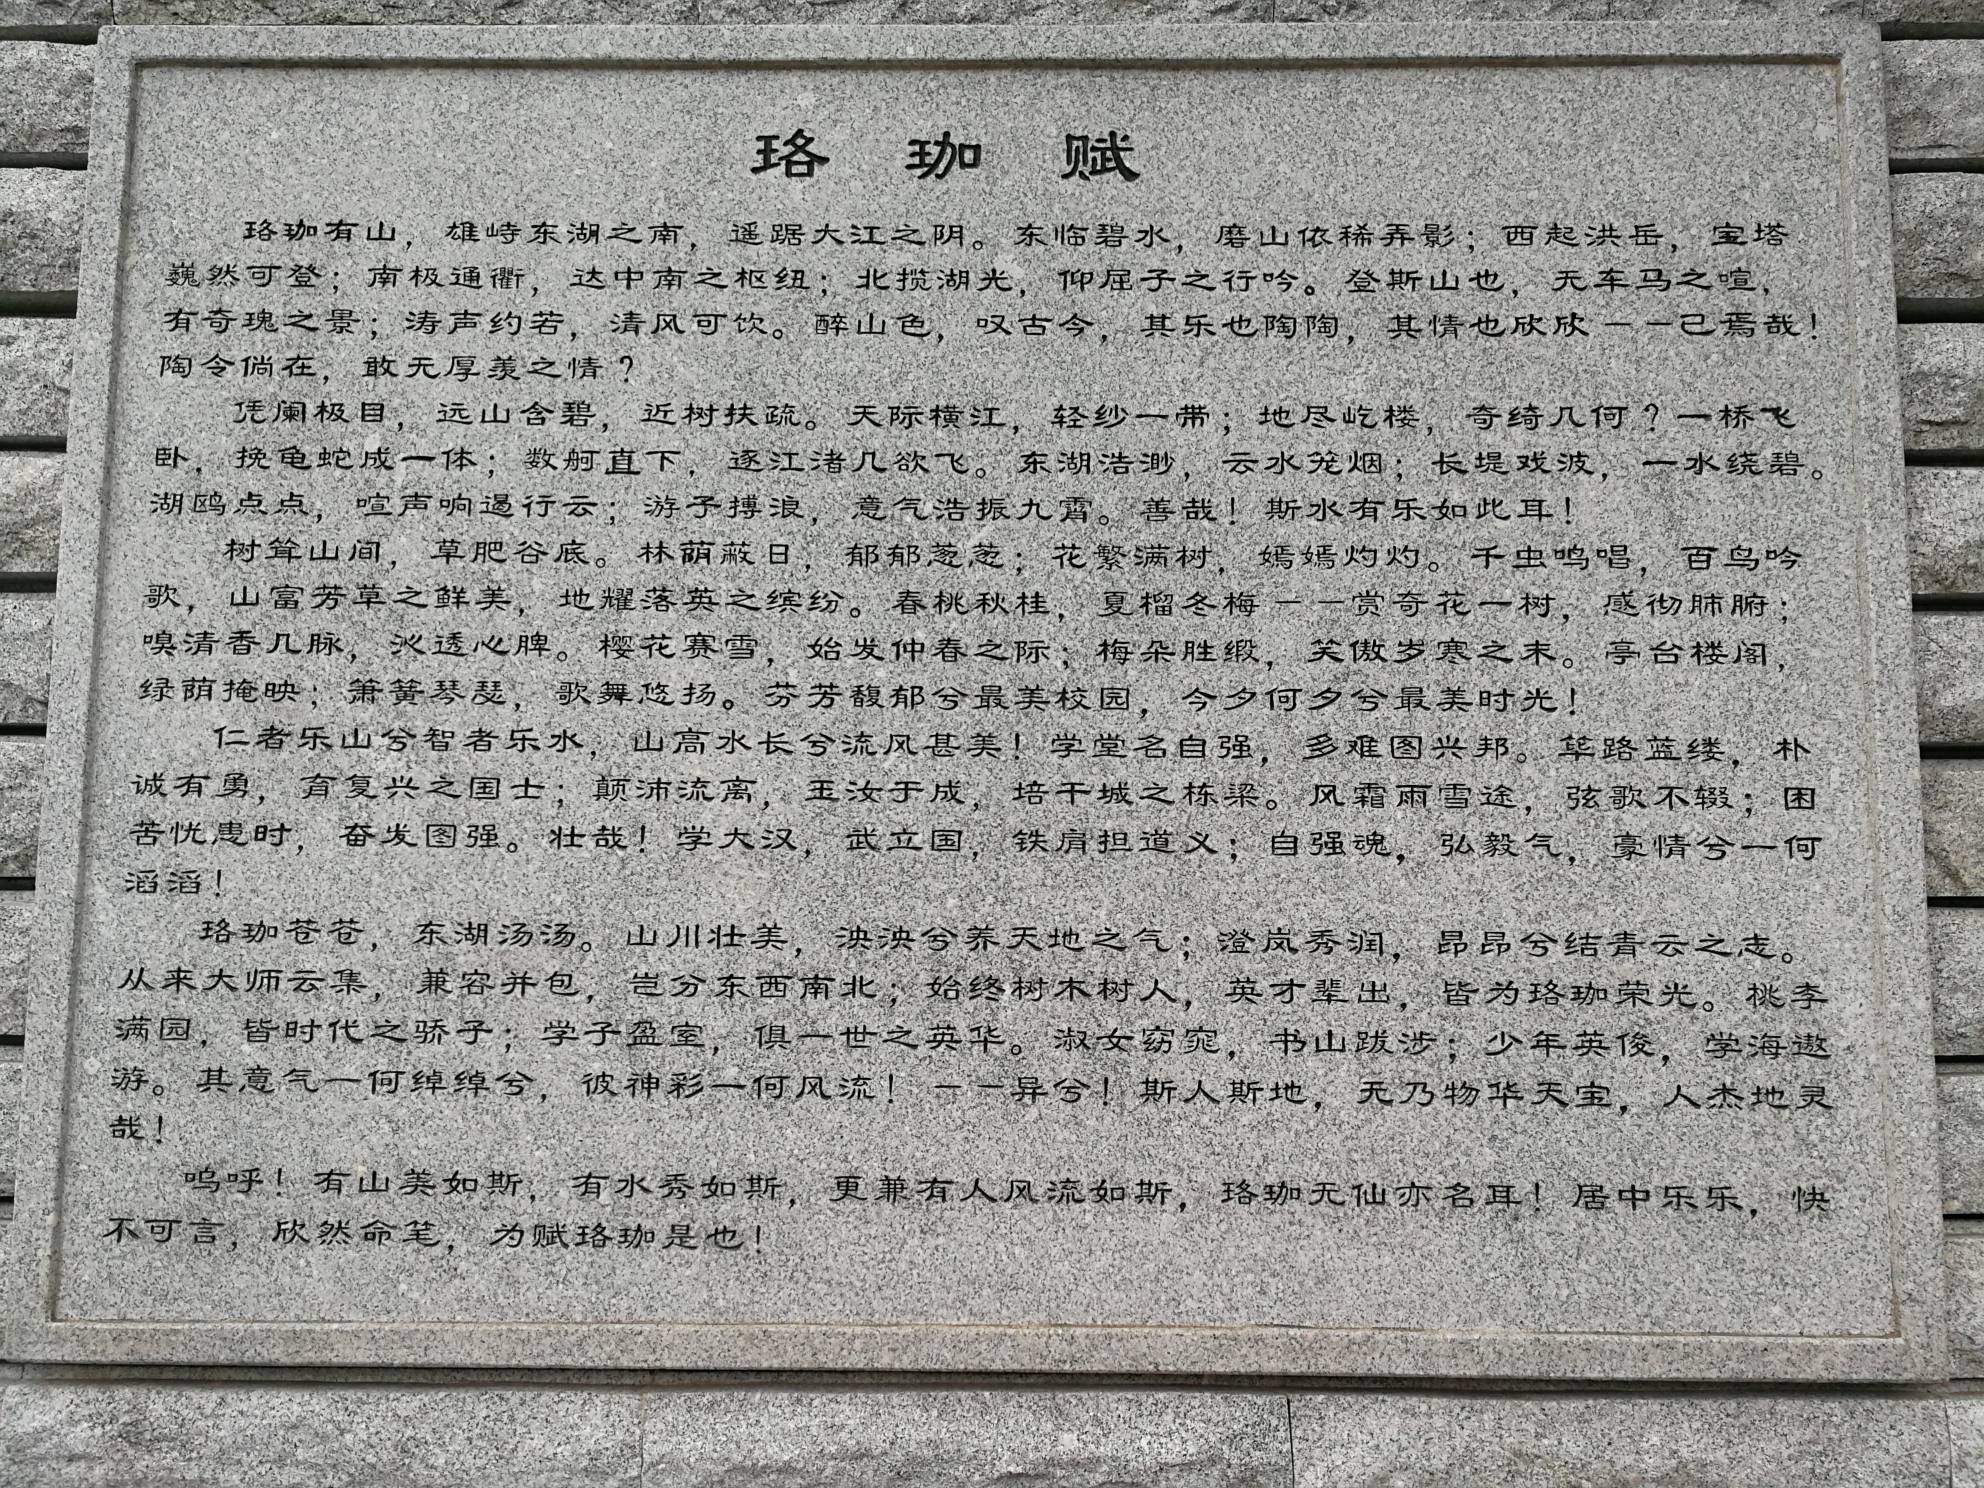 珞珈赋
珞珈有山，雄峙东湖之南，遥踞大江之阴。东临碧水，磨山依稀弄影；西起洪岳，宝塔
巍然可登；南极通衢，达中南之枢纽；北揽湖光，仰屈子之行吟。登斯山也，无车马之喧，
有奇瑰之景；涛声约若，清风可饮。醉山色，叹古今，其乐也陶陶，其情也欣欣－－己焉哉！
陶令倘在，敢无厚羡之情？
凭阑极目，远山含碧，近树扶疏。天际横江，轻纱一带；地尽屹楼，奇绮几何？一桥飞
卧，挽龟蛇成一体；数舸直下，逐江渚几欲飞。东湖浩渺，云水笼烟；长堤戏波，一水绕碧。
湖鸥点点，喧声响遏行云；游子搏浪，意气浩振九霄。善哉！斯水有乐如此耳！
树耸山间，草肥谷底。林荫蔽日，郁郁葱葱；花繁满树，嫣嫣灼灼。千虫鸣唱，百鸟吟
歌，山富芳草之鲜美，地耀落英之缤纷。春桃秋桂，夏榴冬梅－－赏奇花一树，感彻肺腑；
嗅清香几脉，沁透心脾。樱花赛雪，始发仲春之际；梅朵胜缎，笑傲岁寒之末。亭台楼阁，
绿荫掩映；箫簧琴瑟，歌舞悠扬。芬芳馥郁兮最美校园，今夕何夕兮最美时光！
仁者乐山兮智者乐水，山高水长兮流风甚美！学堂名自强，多难图兴邦。筚路蓝缕，朴
诚有勇，育复兴之国士；颠沛流离，玉汝于成，培干城之栋梁。风霜雨雪途，弦歌不辍；困
苦忧患时，奋发图强。壮哉！学大汉，武立国，铁肩担道义；自强魂，弘毅气，豪情兮一何
滔滔！
珞珈苍苍，东湖汤汤。山川壮美，泱泱兮养天地之气；澄岚秀润，昂昂兮结青云之志。
从来大师云集，兼容并包，岂分东西南北；始终树木树人，英才辈出，皆为珞珈荣光。桃李
满园，皆时代之骄子；学子盈室，俱一世之英华。淑女窈窕，书山跋涉；少年英俊，学海遨
游。其意气一何绰绰兮，彼神彩一何风流！－－异兮！斯人斯地，无乃物华天宝，人杰地灵
哉！
呜呼！有山美如斯，有水秀如斯，更兼有人风流如斯，珞珈无仙亦名耳！居中乐乐，快
不可言，欣然命笔，为赋珞珈是也！